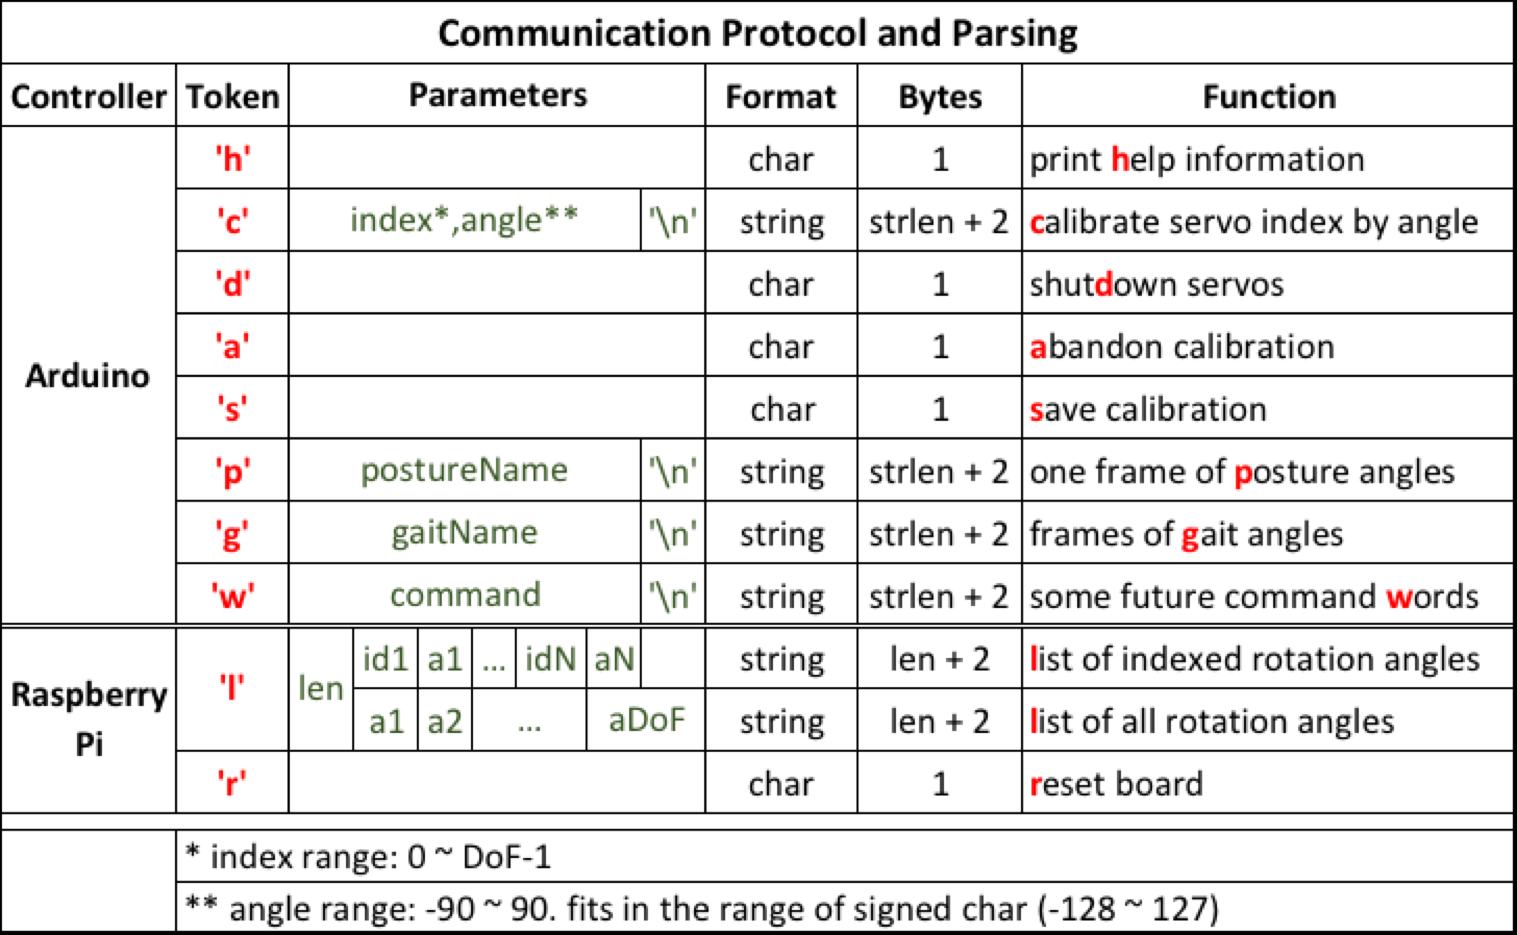 Communication Protocol and Parsing
Controller Token Parameters Format Bytes Function
Arduino
'h' char 1 print help information
'c' index*,angle** '\n' string strlen + 2 calibrate servo index by angle
'd' char 1 shutdown servos
'a' char 1 abandon calibration
's' char 1 save calibration
'p' postureName '\n' string strlen + 2 one frame of posture angles
'g' gaitName '\n' string strlen + 2 frames of gait angles
'w' command '\n' string strlen + 2 some future command words
Raspberry
Pi
'l' len id1 a1 ... idN aN string len + 2 list of indexed rotation angles
a1 a2 ... aDoF string len + 2 list of all rotation angles
'r' char 1 reset board
* index range: 0 ~ DoF-1
** angle range: -90 ~ 90. fits in the range of signed char (-128 ~ 127)